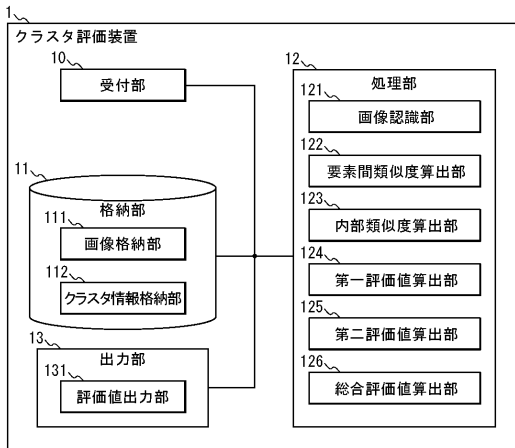 1
クラスタ評価装置
10
受付部
11
格納部
111
画像格納部
112
クラスタ情報格納部
13
出力部
131
評価値出力部
12
処理部
121
画像認識部
122
要素間類似度算出部
123
内部類似度算出部
124
第一評価値算出部
125
第二評価値算出部
126
総合評価値算出部